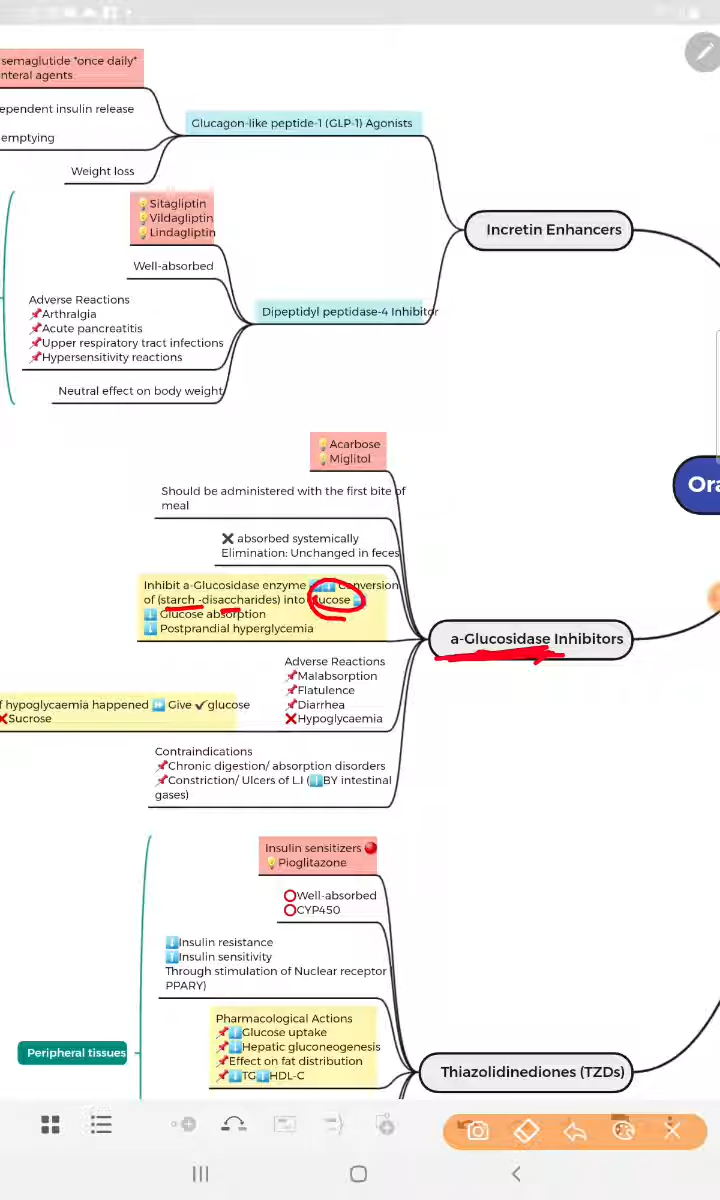 semaglutide "once daily"
nteral agents
ependent insulin release
emptying
Weight loss
Glucagon-like peptide-1 (GLP-1) Agonists
Incretin Enhancers
Sitagliptin
Vildagliptin
Lindagliptin
Well-absorbed
Adverse Reactions
Arthralgia
Acute pancreatitis
Upper respiratory tract infections
Hypersensitivity reactions
Neutral effect on body weight
Dipeptidyl peptidase-4 Inhibitor
Acarbose
Miglitol
Should be administered with the first bite of
meal
absorbed systemically
Elimination: Unchanged in feces
Inhibit a-Glucosidase enzyme Conversion
of (starch -disaccharides) into glucose
Glucose absorption
Postprandial hyperglycemia
a-Glucosidase Inhibitors
Adverse Reactions
Malabsorption
Flatulence
Diarrhea
Hypoglycaemia
f hypoglycaemia happened Give glucose
Sucrose
Contraindications
Chronic digestion/ absorption disorders
Constriction/ Ulcers of L.I (BY intestinal
gases)
Ora
Insulin sensitizers
Pioglitazone
Well-absorbed
CYP450
Insulin resistance
Insulin sensitivity
Through stimulation of Nuclear receptor
PPARY)
Pharmacological Actions
Glucose uptake
Hepatic gluconeogenesis
Effect on fat distribution
TG HDL-C
Peripheral tissues
Thiazolidinediones (TZDs)